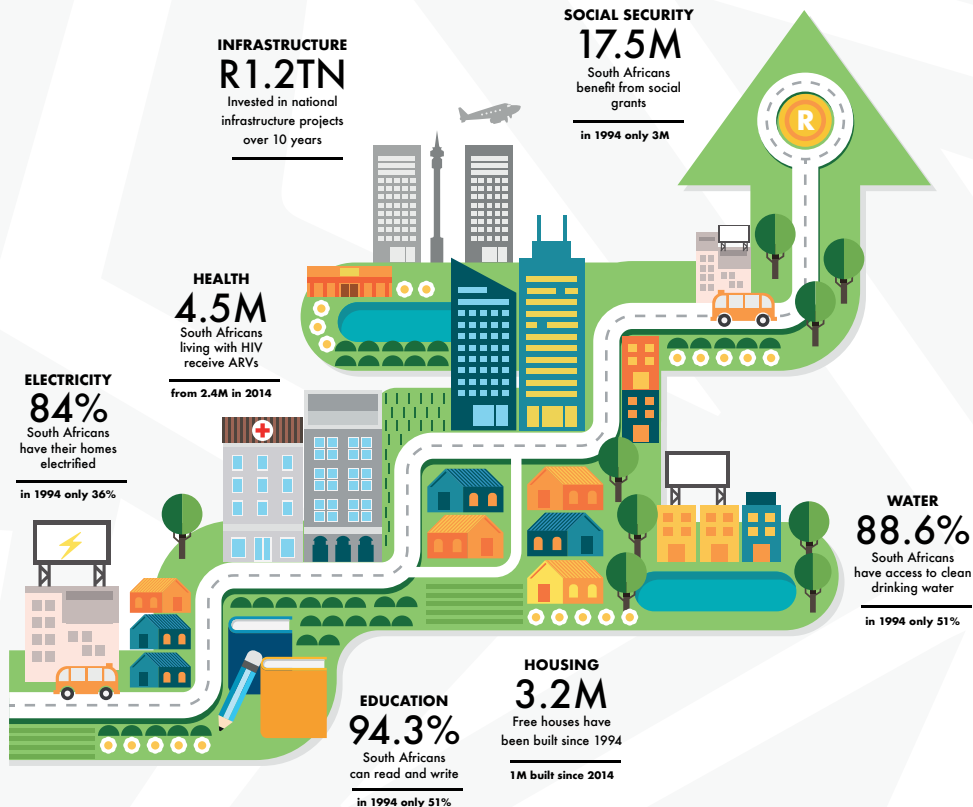 SOCIAL SECURITY
17.5M
South Africans
benefit from social
grants
in 1994 only 3M
INFRASTRUCTURE
R1.2TN
Invested in national
infrastructure projects
over 10 years
R
HEALTH
4.5M
South Africans
living with HIV
receive ARVs
from 2.4M in 2014
ELECTRICITY
84%
South Africans
have their homes
electrified
in 1994 only 36%
WATER
88.6%
South Africans
have access to clean
drinking water
in 1994 only 51%
HOUSING
3.2M
Free houses have
been built since 1994
1M built since 2014
EDUCATION
94.3%
South Africans
can read and write
in 1994 only 51%